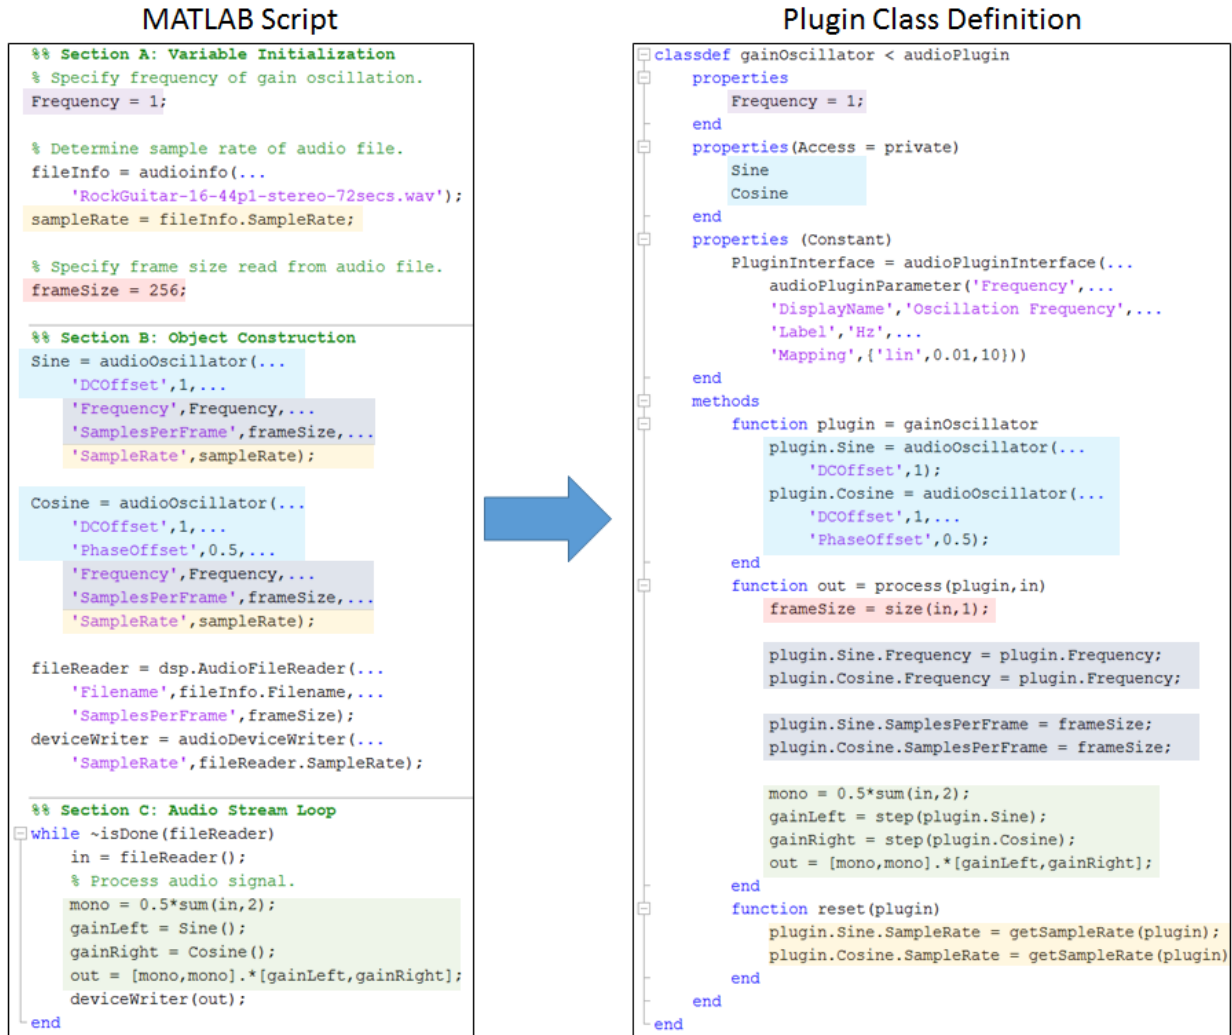 MATLAB Script
%% Section A: Variable Initialization
% Specify frequency of gain oscillation.
Frequency = 1;
% Determine sample rate of audio file.
fileInfo = audioinfo(...
'RockGuitar-16-44p1-stereo-72secs.wav');
sampleRate = fileInfo.SampleRate;
% Specify frame size read from audio file.
frameSize = 256;
%% Section B: Object Construction
Sine = audioOscillator(...
'DCOffset',1,...
'Frequency',Frequency,...
'SamplesPerFrame',frameSize,...
'SampleRate',sampleRate);
Cosine = audioOscillator(...
'DCOffset',1,...
'PhaseOffset',0.5,...
'Frequency',Frequency,...
'SamplesPerFrame',frameSize,...
'SampleRate',sampleRate);
fileReader = dsp.AudioFileReader(...
'Filename',fileInfo.Filename,...
'SamplesPerFrame',frameSize);
deviceWriter = audioDeviceWriter(...
'SampleRate',fileReader.SampleRate);
%% Section C: Audio Stream Loop
while ~isDone(fileReader)
in = fileReader();
% Process audio signal.
mono = 0.5*sum(in,2);
gainLeft = Sine();
gainRight = Cosine();
out = [mono,mono].*[gainLeft,gainRight];
deviceWriter(out);
end
Plugin Class Definition
classdef gainOscillator < audioPlugin
properties
Frequency = 1;
end
properties(Access = private)
Sine
Cosine
end
properties (Constant)
PluginInterface = audioPluginInterface(...
audioPluginParameter('Frequency',...
'DisplayName','Oscillation Frequency',...
'Label','Hz',...
'Mapping',{'lin',0.01,10}))
end
methods
function plugin = gainOscillator
plugin.Sine = audioOscillator(...
'DCOffset',1);
plugin.Cosine = audioOscillator(...
'DCOffset',1,...
'PhaseOffset',0.5);
end
function out = process(plugin,in)
frameSize = size(in,1);
plugin.Sine.Frequency = plugin.Frequency;
plugin.Cosine.Frequency = plugin.Frequency;
plugin.Sine.SamplesPerFrame = frameSize;
plugin.Cosine.SamplesPerFrame = frameSize;
mono = 0.5*sum(in,2);
gainLeft = step(plugin.Sine);
gainRight = step(plugin.Cosine);
out = [mono,mono].*[gainLeft,gainRight];
end
function reset(plugin)
plugin.Sine.SampleRate = getSampleRate(plugin);
plugin.Cosine.SampleRate = getSampleRate(plugin)
end
end
end